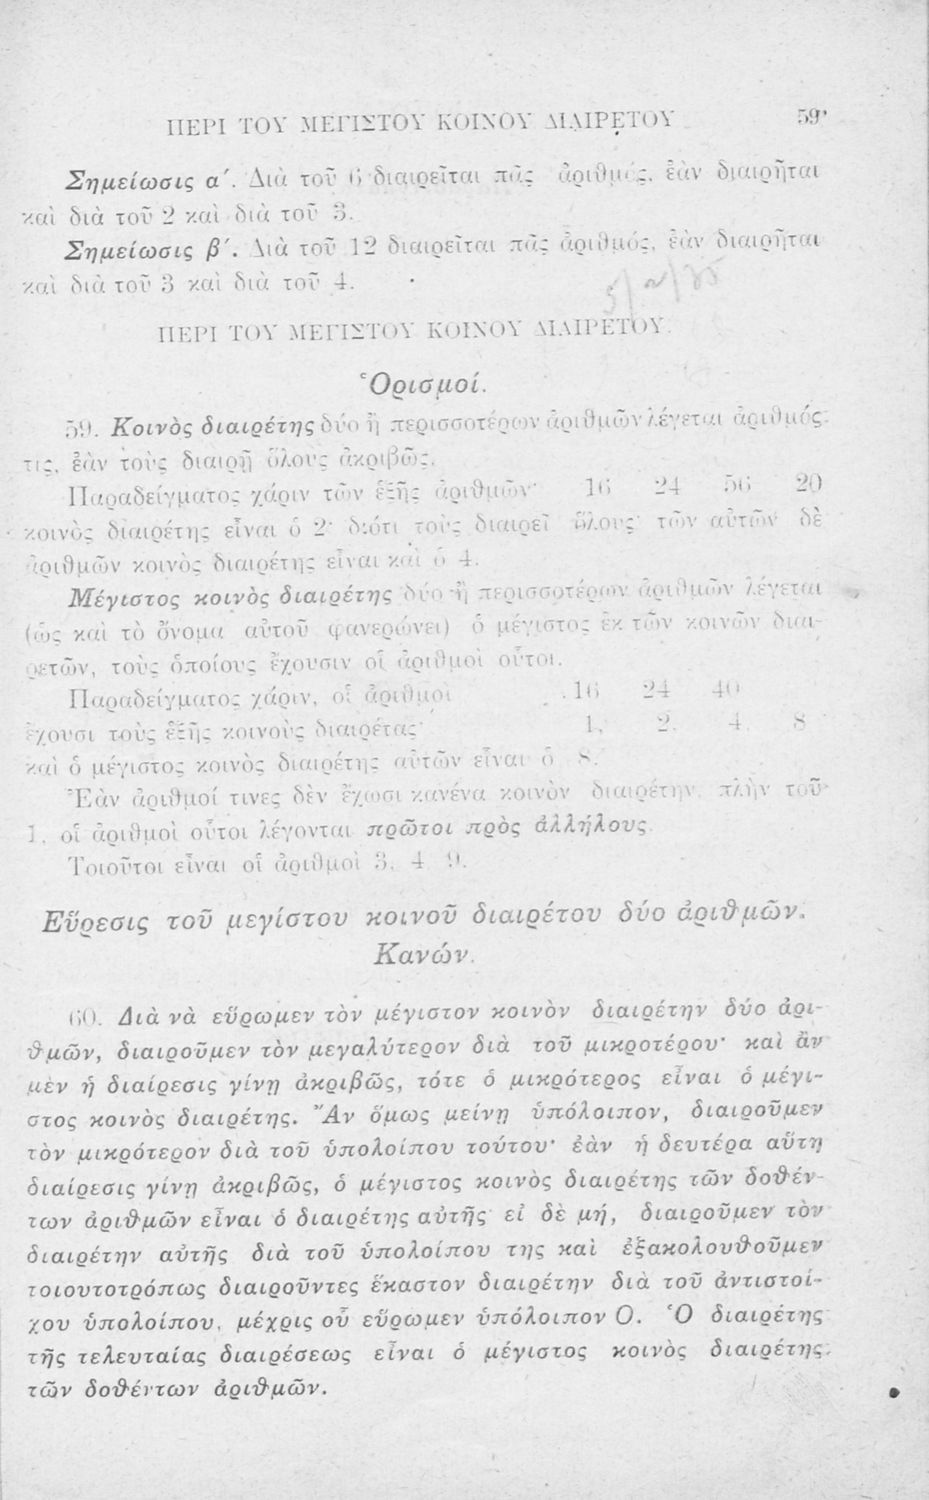 ΠΕΡΙ ΤΟΥ ΜΕΓΙΣΤΟΥ ΚΟΙΝΟΥ ΔΙΑΙΡΕΤΟΥ 59
Σημείωσις α΄. Διὰ τοῦ 6 διαιρεῖται πᾶς ἀριθμός, ἐὰν διαιρῆται
καὶ διὰ τοῦ 2 καὶ διὰ τοῦ 3.
Σημείωσις β΄. Διὰ τοῦ 12 διαιρεῖται πᾶς ἀριθμός, ἐὰν διαιρῆται
καὶ διὰ τοῦ 3 καὶ διὰ τοῦ 4.
ΠΕΡΙ ΤΟΥ ΜΕΓΙΣΤΟΥ ΚΟΙΝΟΥ ΔΙΑΙΡΕΤΟΥ.
Ὁρισμοί.
59. Κοινὸς διαιρέτης δύο ἢ περισσοτέρων ἀριθμῶν λέγεται ἀριθμός
τις, ἐὰν τοὺς διαιρῇ ὅλους ἀκριβῶς.
Παραδείγματος χάριν τῶν ἑξῆς ἀριθμῶν 16 24 56 20
κοινὸς διαιρέτης εἶναι ὁ 2· διότι τοὺς διαιρεῖ ὅλους· τῶν αὐτῶν δὲ
ἀριθμῶν κοινὸς διαιρέτης εἶναι καὶ ὁ 4.
Μέγιστος κοινὸς διαιρέτης δύο ἢ περισσοτέρων ἀριθμῶν λέγεται
(ὡς καὶ τὸ ὄνομα αὐτοῦ φανερώνει) ὁ μέγιστος ἐκ τῶν κοινῶν διαι-
ρετῶν, τοὺς ὁποίους ἔχουσιν οἱ ἀριθμοὶ οὗτοι.
Παραδείγματος χάριν, οἱ ἀριθμοὶ 16 24 40
ἔχουσι τοὺς ἑξῆς κοινοὺς διαιρέτας 1, 2, 4, 8
καὶ ὁ μέγιστος κοινὸς διαιρέτης αὐτῶν εἶναι ὁ 8.
Ἐὰν ἀριθμοί τινες δὲν ἔχωσι κανένα κοινὸν διαιρέτην, πλὴν τοῦ
1, οἱ ἀριθμοὶ οὗτοι λέγονται πρῶτοι πρὸς ἀλλήλους.
Τοιοῦτοι εἶναι οἱ ἀριθμοὶ 3, 4 9.
Εὕρεσις τοῦ μεγίστου κοινοῦ διαιρέτου δύο ἀριθμῶν.
Κανών.
60. Διὰ νὰ εὕρωμεν τὸν μέγιστον κοινὸν διαιρέτην δύο ἀρι-
θμῶν, διαιροῦμεν τὸν μεγαλύτερον διὰ τοῦ μικροτέρου· καὶ ἂν
μὲν ἡ διαίρεσις γίνῃ ἀκριβῶς, τότε ὁ μικρότερος εἶναι ὁ μέγι-
στος κοινὸς διαιρέτης. Ἂν ὅμως μείνῃ ὑπόλοιπον, διαιροῦμεν
τὸν μικρότερον διὰ τοῦ ὑπολοίπου τούτου· ἐὰν ἡ δευτέρα αὕτη
διαίρεσις γίνῃ ἀκριβῶς, ὁ μέγιστος κοινὸς διαιρέτης τῶν δοθέν-
των ἀριθμῶν εἶναι ὁ διαιρέτης αὐτῆς· εἰ δὲ μή, διαιροῦμεν τὸν
διαιρέτην αὐτῆς διὰ τοῦ ὑπολοίπου της καὶ ἐξακολουθοῦμεν
τοιουτοτρόπως διαιροῦντες ἕκαστον διαιρέτην διὰ τοῦ ἀντιστοί-
χου ὑπολοίπου, μέχρις οὗ εὕρωμεν ὑπόλοιπον Ο. Ὁ διαιρέτης
τῆς τελευταίας διαιρέσεως εἶναι ὁ μέγιστος κοινὸς διαιρέτης
τῶν δοθέντων ἀριθμῶν.